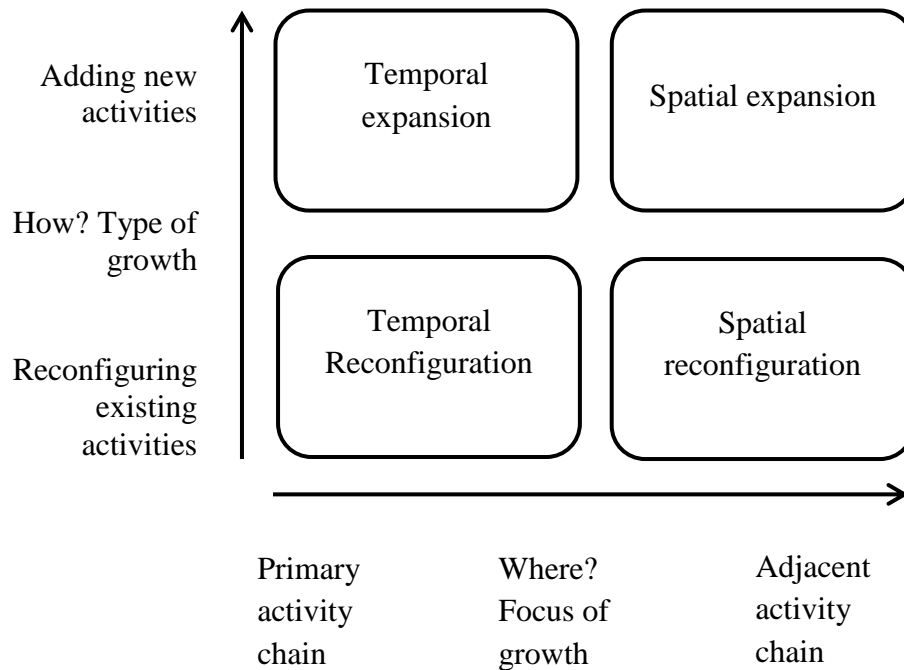 Adding new
activities
Temporal
expansion
Spatial expansion
How? Type of
growth
Reconfiguring
existing
activities
Temporal
Reconfiguration
Spatial
reconfiguration
Primary
activity
chain
Where?
Focus of
growth
Adjacent
activity
chain